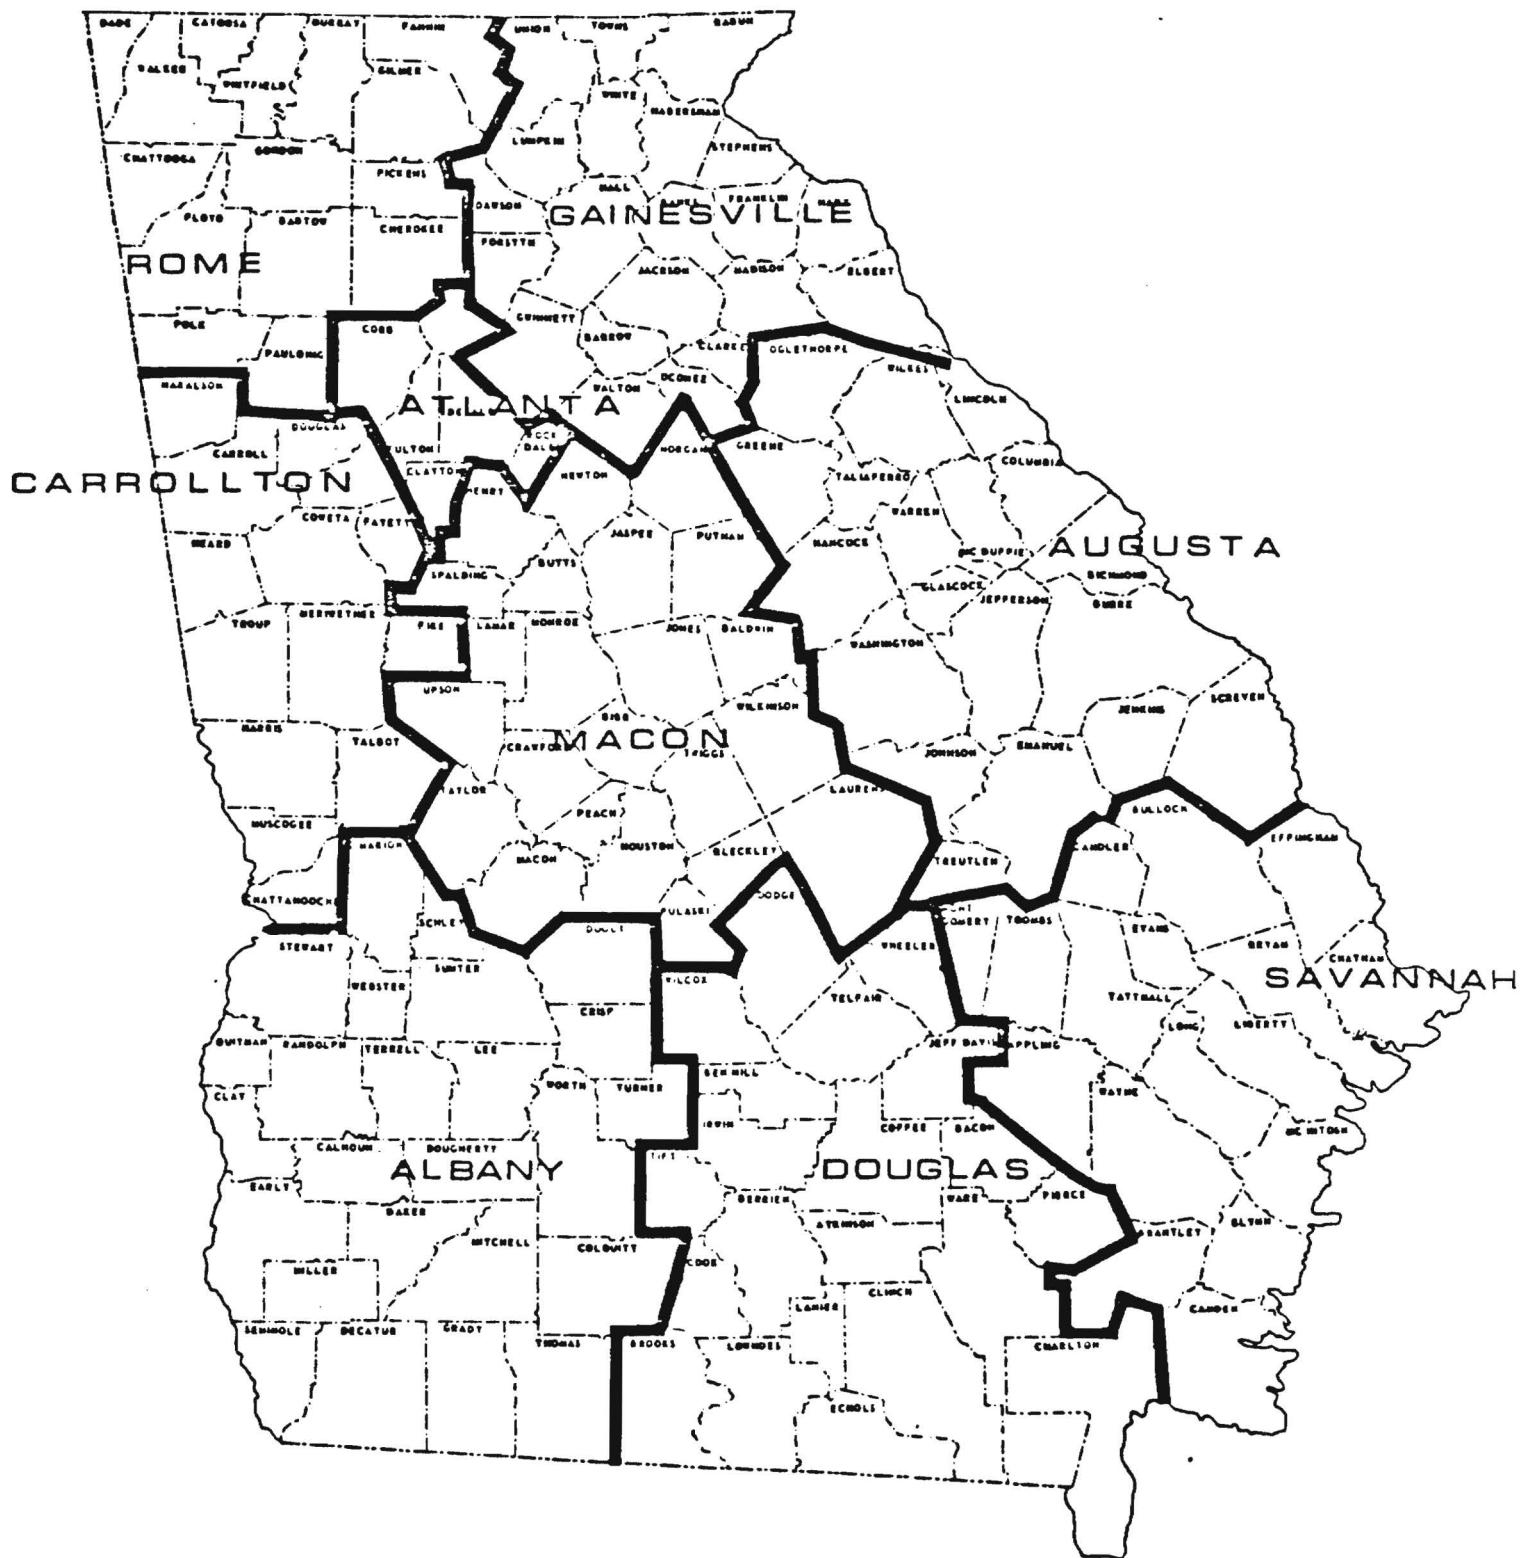 DADE CATOOSA MURRAY FANNIN UNION TOWNS RABUN
WALKER WHITFIELD GILMER WHITE HABERSHAM
CHATTOOGA GORDON PICKENS LUMPKIN STEPHENS
FLOYD BARTOW CHEROKEE DAWSON HALL FRANKLIN
GAINESVILLE
FORSYTH
ROME
JACKSON MADISON ELBERT
POLK PAULDING COBB GWINNETT BARROW CLARKE OGLETHORPE WILKES
HARALSON WALTON OCONEE LINCOLN
ATLANTA
DOUGLAS CARROLL ULTON CLAYTON ROCK DALE NEWTON MORGAN GREENE TALIAFERRO COLUMBIA
CARROLLTON
HENRY
HEARD COWETA FAYETT SPALDING BUTTS JASPER PUTNAM HANCOCK WARREN MC DUFFIE
AUGUSTA
GLASCOCK JEFFERSON RICHMOND BURKE
TROUP MERIWETHER PIKE LAMAR MONROE JONES BALDWIN WASHINGTON
UPSON WILKINSON JENKINS SCREVEN
HARRIS TALBOT CRAWFORD BIBB JOHNSON EMANUEL
MACON
TAYLOR PEACH LAURENS BULLOCK
MUSCOGEE MARION MACON HOUSTON BLECKLEY TREUTLEN CANDLER EFFINGHAM
CHATTAHOOCH SCHLEY PULASKI DODGE TOOMBS EVANS
STEWART SUMTER WEBSTER WILCOX WHEELER BRYAN CHATHAM
SAVANNAH
CRISP TELFAIR TATTNALL LONG LIBERTY
QUITMAN RANDOLPH TERRELL LEE JEFF DAVIS APPLING
CLAY WORTH TURNER BEN HILL IRWIN COFFEE BACON WAYNE MC INTOSH
CALHOUN DOUGHERTY TIFT
ALBANY DOUGLAS
EARLY BAKER BERRIEN WARE PIERCE
MITCHELL COLQUITT ATKINSON BRANTLEY GLYNN
MILLER COOK LANIER CLINCH CAMDEN
SEMINOLE DECATUR GRADY THOMAS BROOKS LOWNDES CHARLTON
ECHOLS